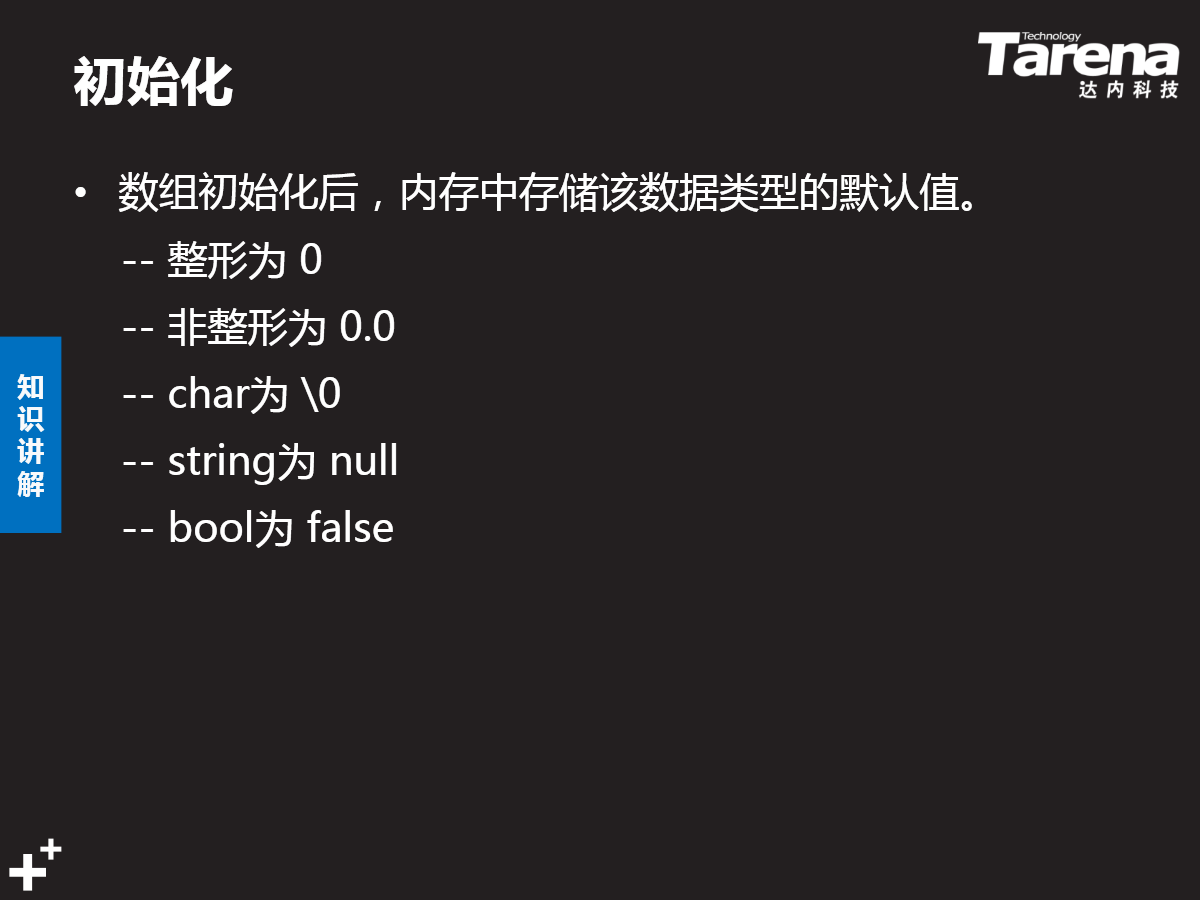 初始化
Technology
Tarena
达内科技
• 数组初始化后，内存中存储该数据类型的默认值。
-- 整形为 0
-- 非整形为 0.0
-- char为 \0
-- string为 null
-- bool为 false
知识讲解